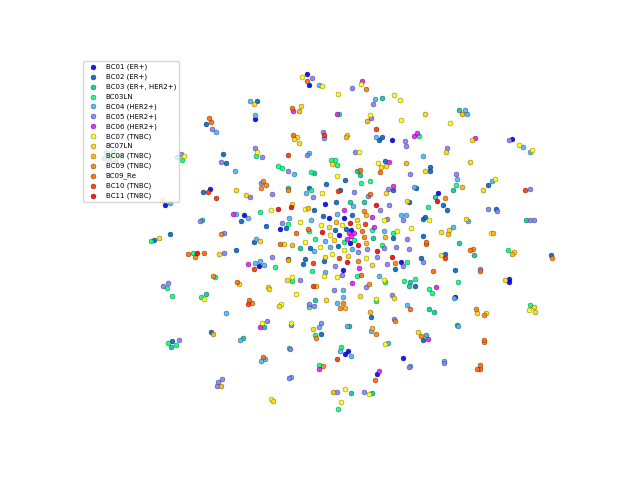 BC01 (ER+)
BC02 (ER+)
BC03 (ER+, HER2+)
BC03LN
BC04 (HER2+)
BC05 (HER2+)
BC06 (HER2+)
BC07 (TNBC)
BC07LN
BC08 (TNBC)
BC09 (TNBC)
BC09_Re
BC10 (TNBC)
BC11 (TNBC)